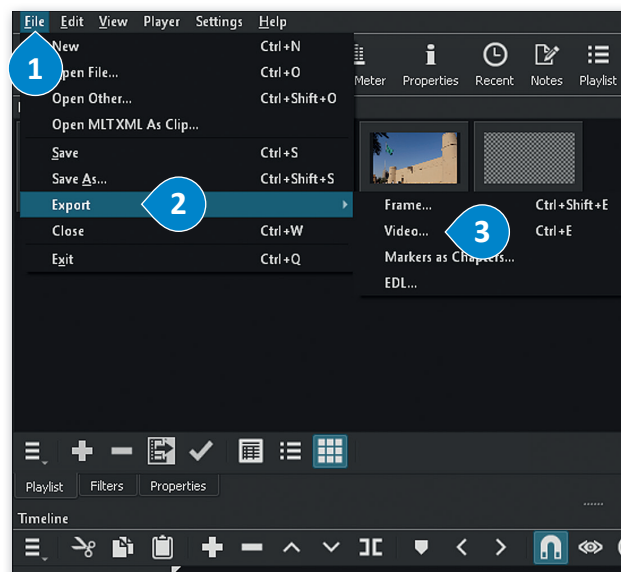 File Edit View Player Settings Help
1
New Ctrl+N
Open File... Ctrl+O
Open Other... Ctrl+Shift+O
Open MLT XML As Clip...
Save Ctrl+S
Save As... Ctrl+Shift+S
Export
2
Close Ctrl+W
Exit Ctrl+Q
Meter Properties Recent Notes Playlist
Frame... Ctrl+Shift+E
Video... Ctrl+E
3
Markers as Chapters...
EDL...
Playlist Filters Properties
Timeline